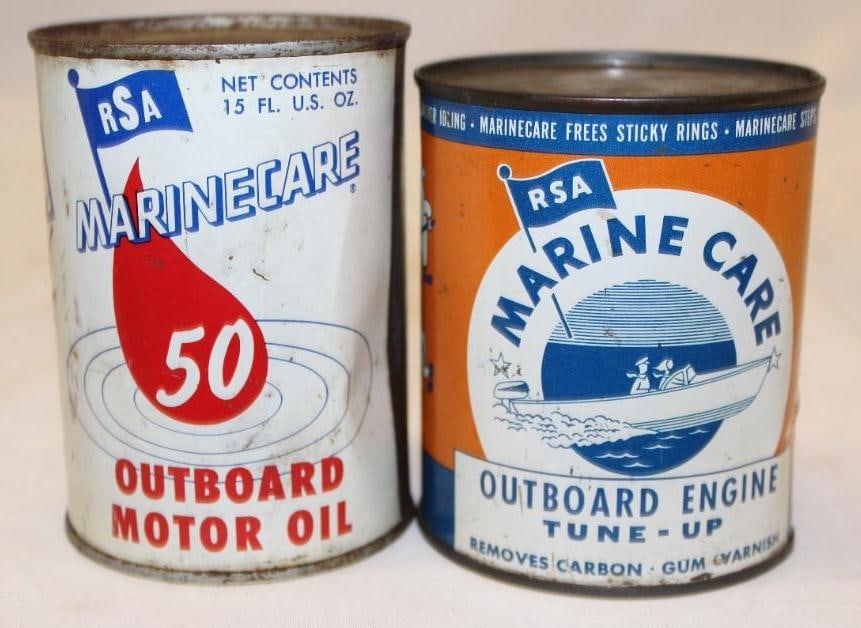 RSA
NET CONTENTS
15 FL. U.S. OZ.
MARINECARE®
50
OUTBOARD
MOTOR OIL
IDLING · MARINECARE FREES STICKY RINGS · MARINECARE
RSA
MARINE CARE
OUTBOARD ENGINE
TUNE-UP
REMOVES CARBON · GUM VARNISH